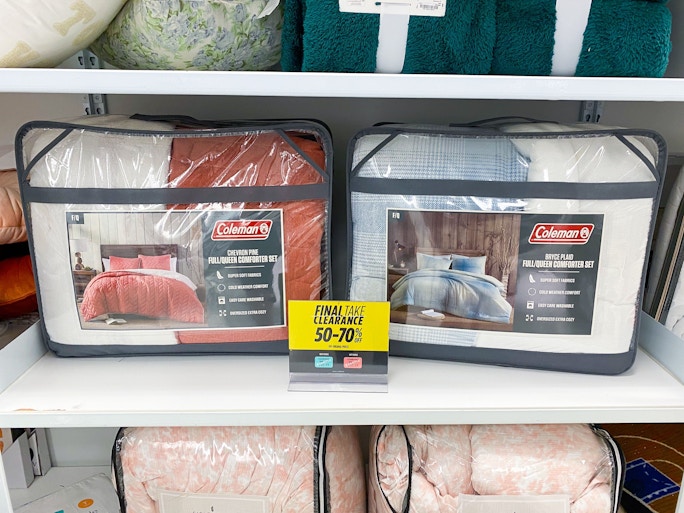 F/Q
Coleman
CHEVRON PINE
FULL/QUEEN COMFORTER SET
SUPER SOFT FABRICS
COLD WEATHER COMFORT
EASY CARE WASHABLE
OVERSIZED EXTRA COZY
F/Q
Coleman
BRYCE PLAID
FULL/QUEEN COMFORTER SET
SUPER SOFT FABRICS
COLD WEATHER COMFORT
EASY CARE WASHABLE
OVERSIZED EXTRA COZY
FINAL TAKE
CLEARANCE
50-70% OFF